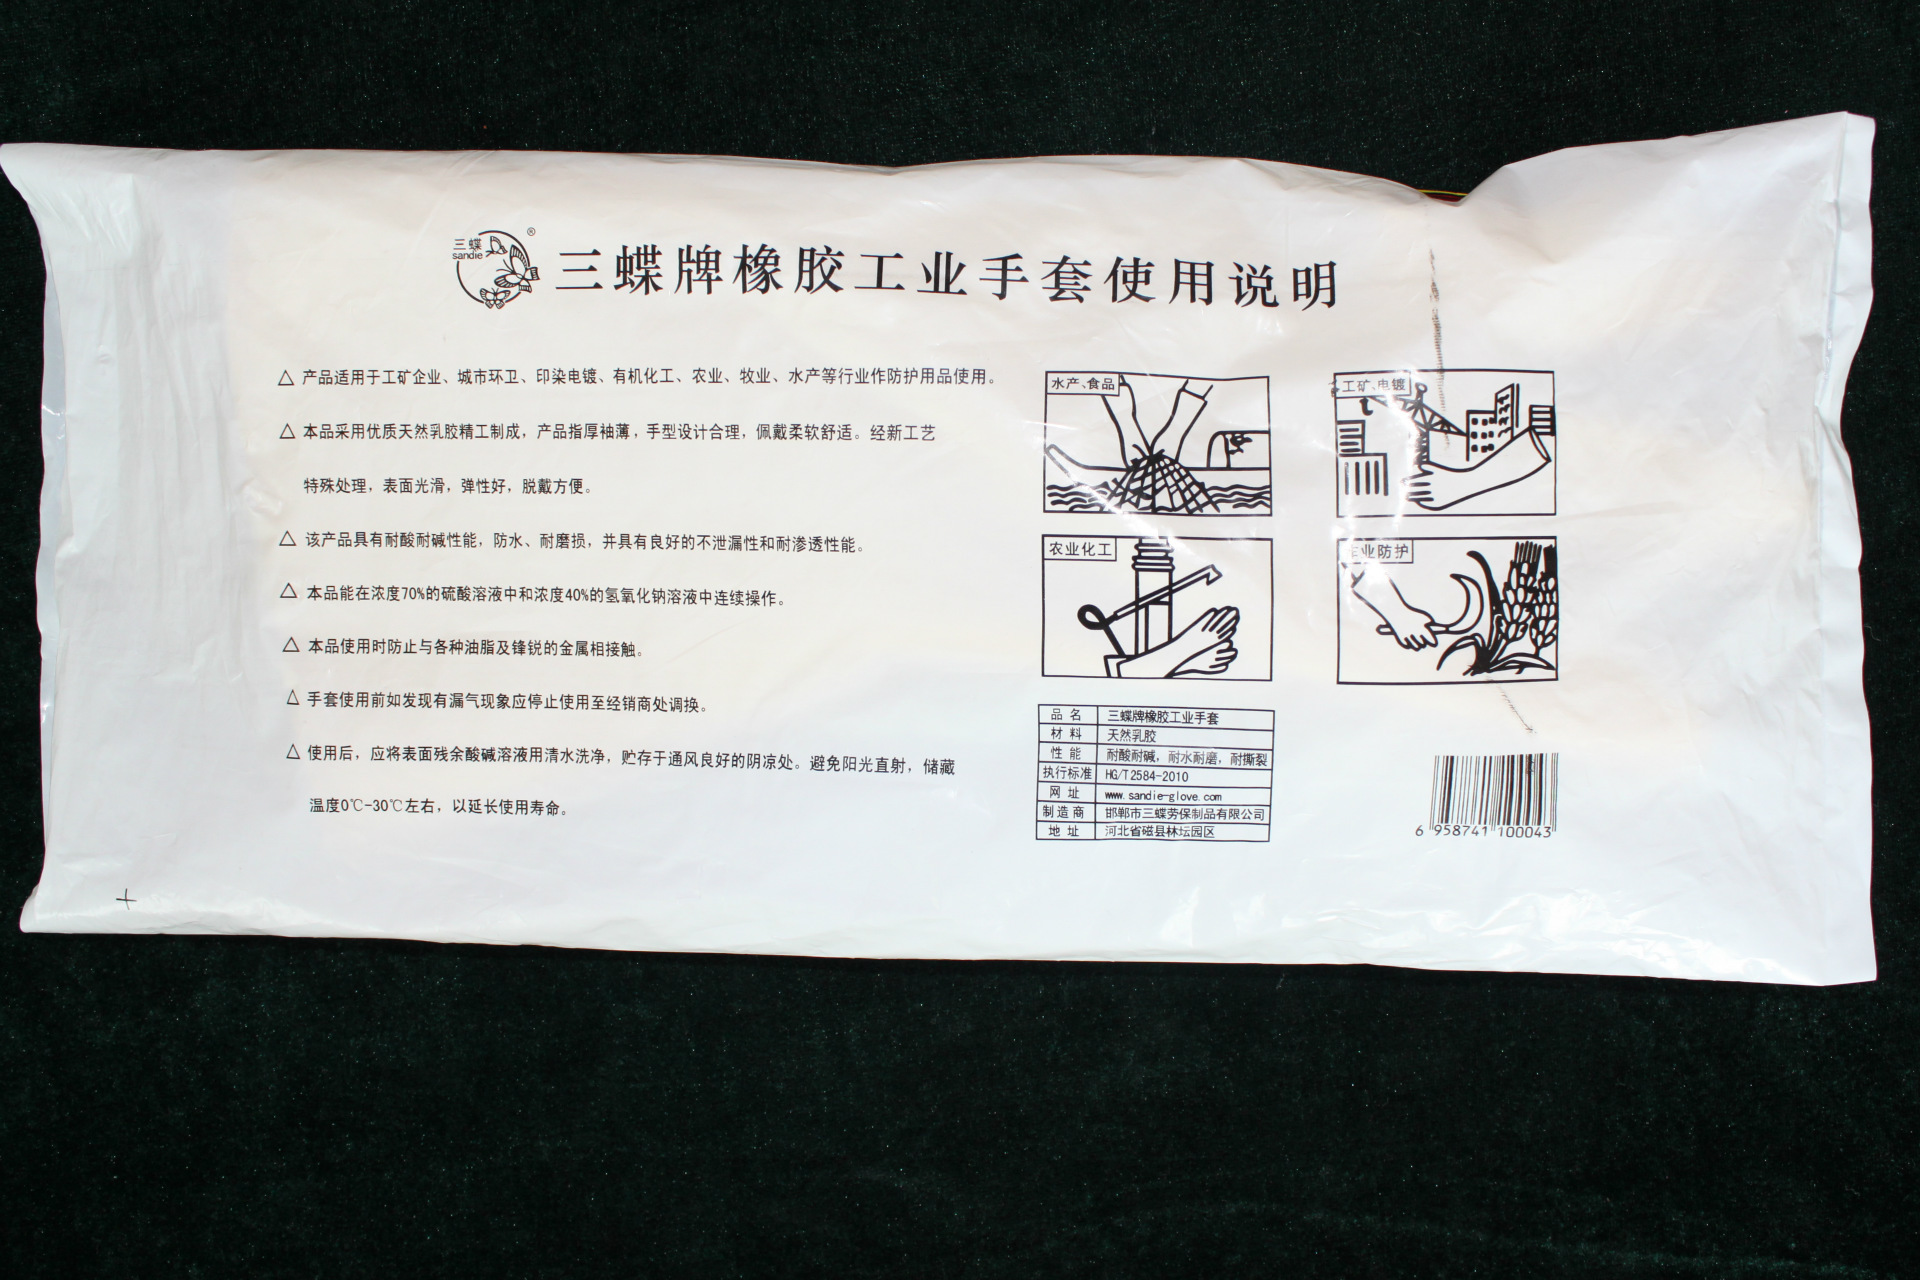 三蝶
sandie
®
三蝶牌橡胶工业手套使用说明
△ 产品适用于工矿企业、城市环卫、印染电镀、有机化工、农业、牧业、水产等行业作防护用品使用。
△ 本品采用优质天然乳胶精工制成，产品指厚袖薄，手型设计合理，佩戴柔软舒适。经新工艺
特殊处理，表面光滑，弹性好，脱戴方便。
△ 该产品具有耐酸耐碱性能，防水、耐磨损，并具有良好的不泄漏性和耐渗透性能。
△ 本品能在浓度70%的硫酸溶液中和浓度40%的氢氧化钠溶液中连续操作。
△ 本品使用时防止与各种油脂及锋锐的金属相接触。
△ 手套使用前如发现有漏气现象应停止使用至经销商处调换。
△ 使用后，应将表面残余酸碱溶液用清水洗净，贮存于通风良好的阴凉处。避免阳光直射，储藏
温度0℃-30℃左右，以延长使用寿命。
水产、食品
工矿、电镀
农业化工
业防护
品名 三蝶牌橡胶工业手套
材料 天然乳胶
性能 耐酸耐碱，耐水耐磨，耐撕裂
执行标准 HG/T2584-2010
网址 www.sandie-glove.com
制造商 邯郸市三蝶劳保制品有限公司
地址 河北省磁县林坛园区
6 958741 100043